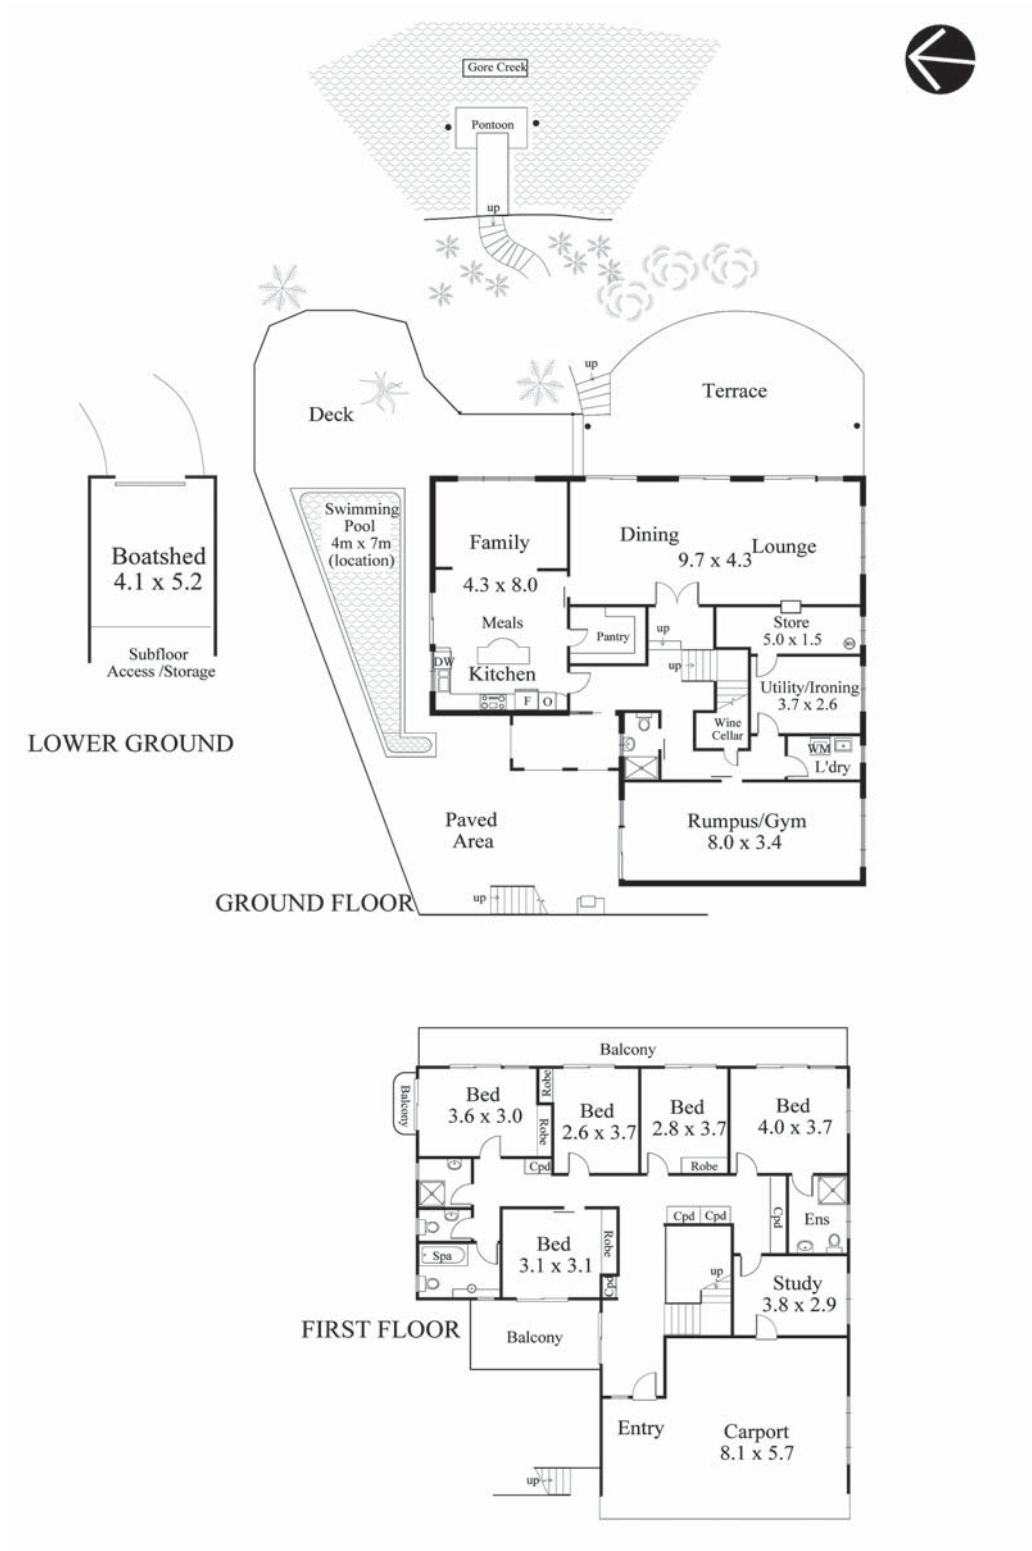 Gore Creek
Pontoon
up
up
Terrace
Deck
Swimming
Pool
4m x 7m
(location)
Family
4.3 x 8.0
Meals
Kitchen
DW
F
O
Dining
Lounge
9.7 x 4.3
Pantry
up
up
Store
5.0 x 1.5
Utility/Ironing
3.7 x 2.6
Wine
Cellar
WM
L'dry
Rumpus/Gym
8.0 x 3.4
Paved
Area
up
Boatshed
4.1 x 5.2
Subfloor
Access /Storage
LOWER GROUND
GROUND FLOOR
Balcony
Balcony
Bed
3.6 x 3.0
Robe
Robe
Bed
2.6 x 3.7
Bed
2.8 x 3.7
Robe
Bed
4.0 x 3.7
Cpd
Cpd
Cpd
Cpd
Ens
Spa
Bed
3.1 x 3.1
Robe
Cpd
up
Study
3.8 x 2.9
FIRST FLOOR
Balcony
Entry
Carport
8.1 x 5.7
up